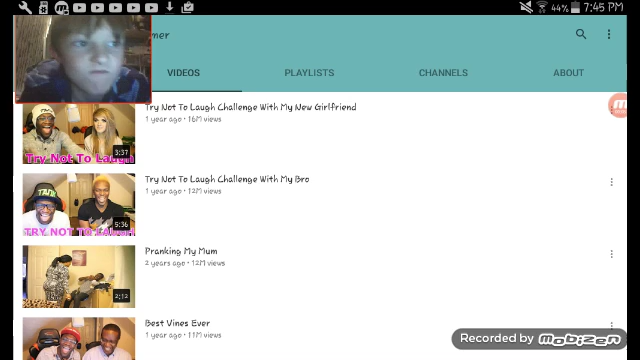 44% 7:45 PM
mer
VIDEOS PLAYLISTS CHANNELS ABOUT
Try Not To Laugh Challenge With My New Girlfriend
1 year ago • 16M views
Try Not To Laugh
3:37
Try Not To Laugh Challenge With My Bro
1 year ago • 12M views
TANK
5:36
TRY NOT TO LAUGH
Pranking My Mum
2 years ago • 12M views
2:12
Best Vines Ever
1 year ago • 11M views
Recorded by mobizen